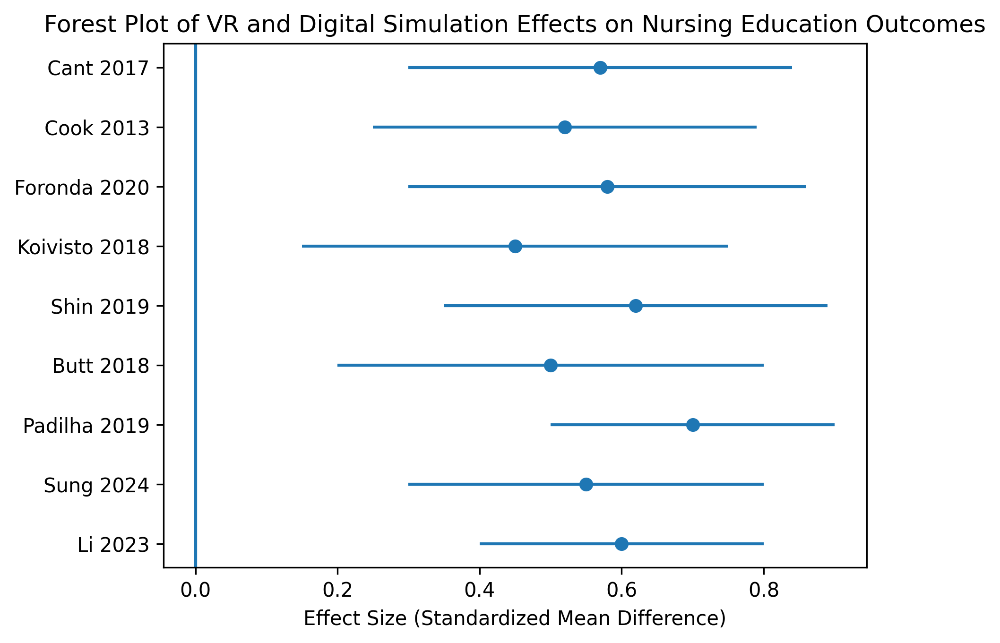 Forest Plot of VR and Digital Simulation Effects on Nursing Education Outcomes
Cant 2017
Cook 2013
Foronda 2020
Koivisto 2018
Shin 2019
Butt 2018
Padilha 2019
Sung 2024
Li 2023
0.0 0.2 0.4 0.6 0.8
Effect Size (Standardized Mean Difference)